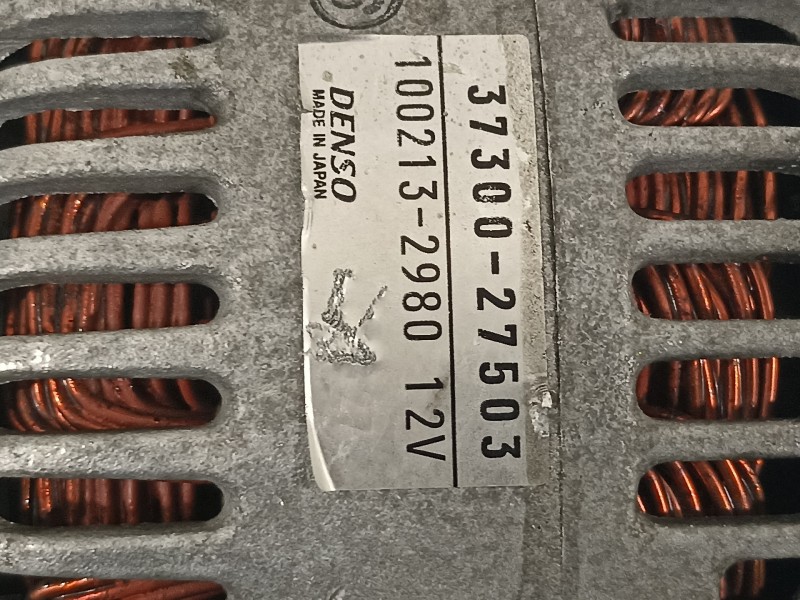 37300-27503
100213-2980 12V
DENSO
MADE IN JAPAN